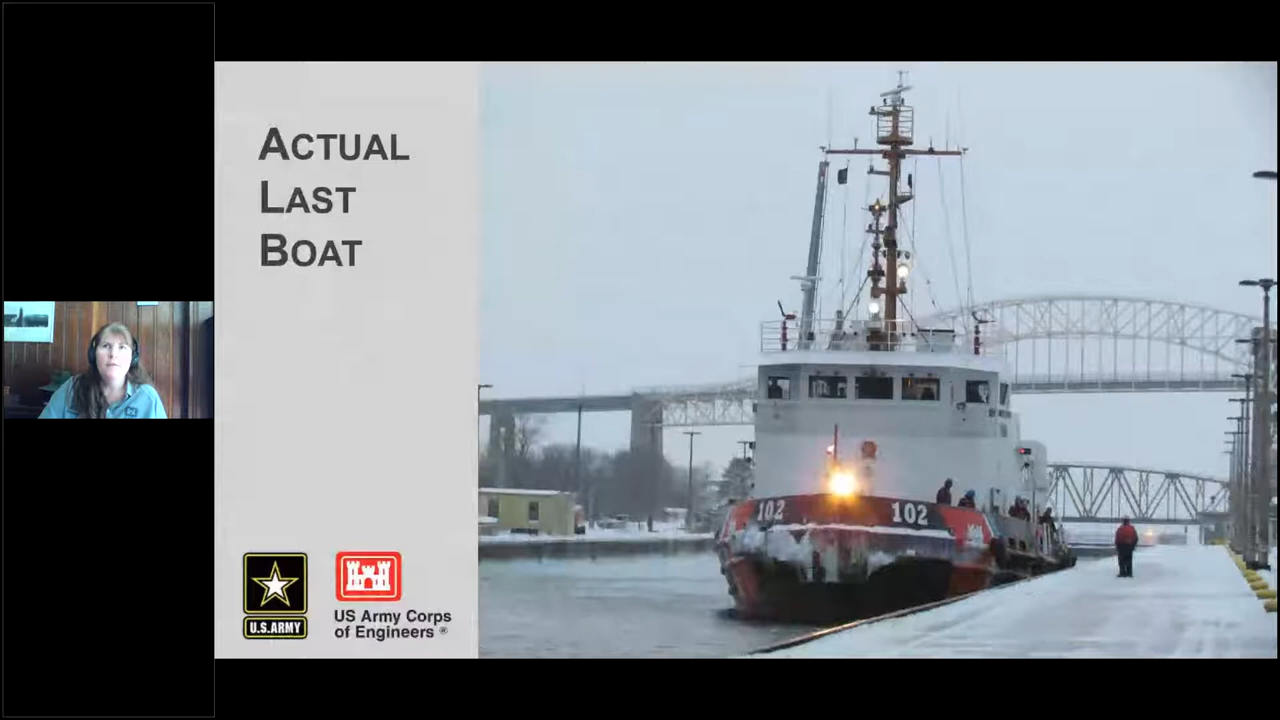 ACTUAL
LAST
BOAT
102
102
U.S.ARMY
US Army Corps
of Engineers ®